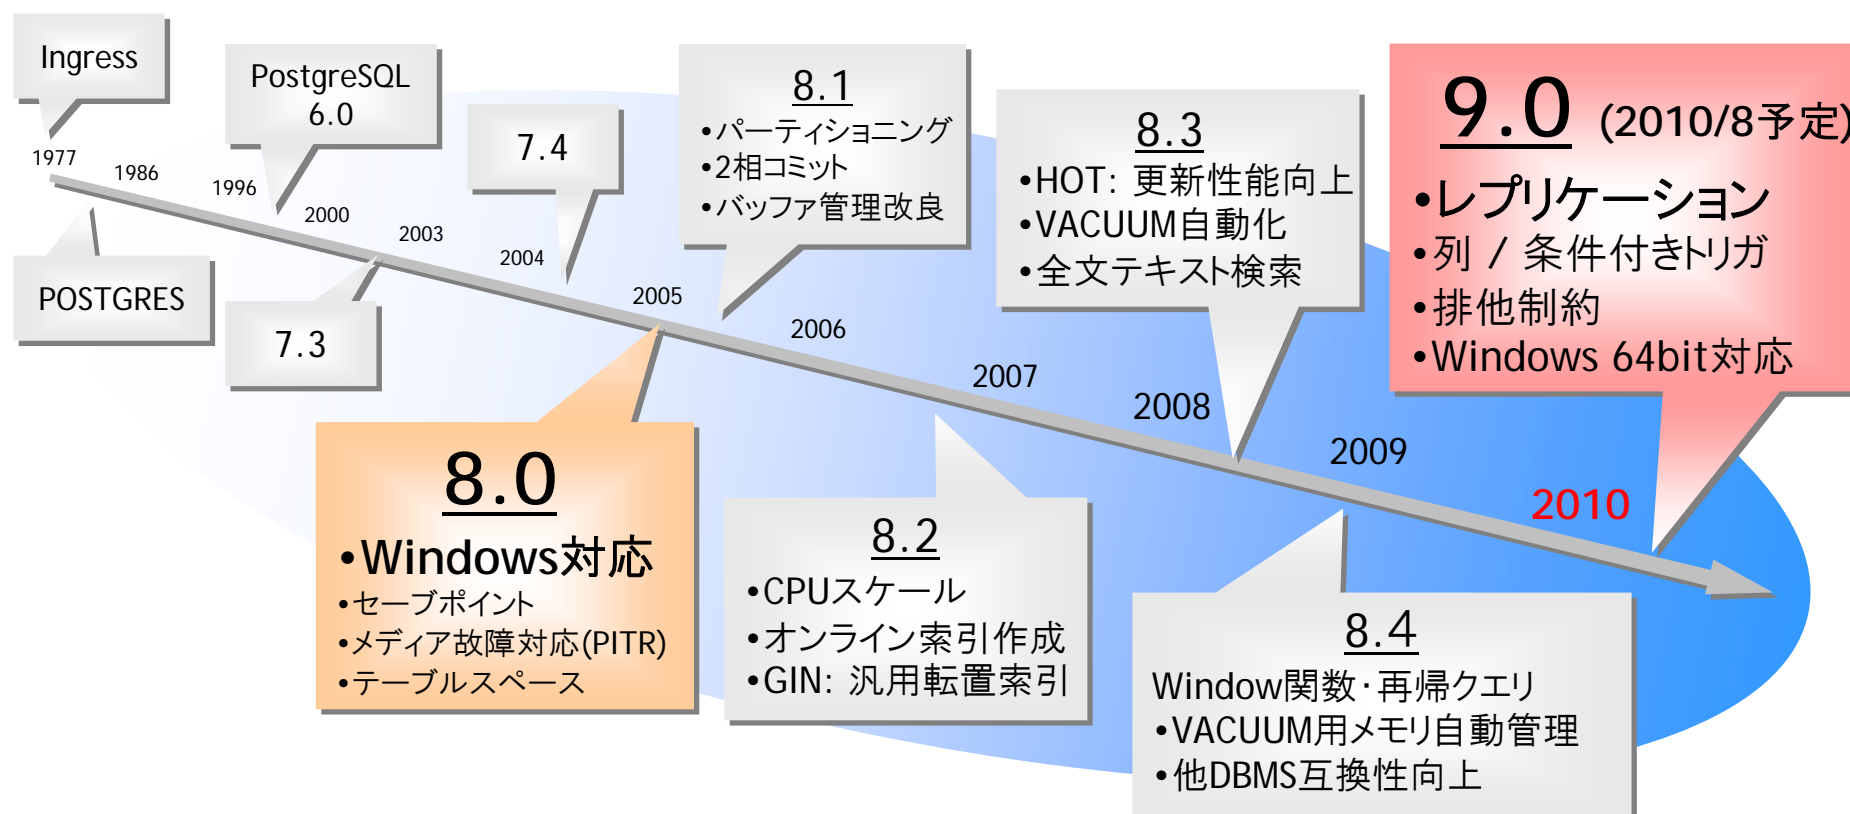 Ingress
1977
1986
POSTGRES
1996
PostgreSQL
6.0
2000
2003
7.3
2004
7.4
2005
8.0
•Windows対応
•セーブポイント
•メディア故障対応(PITR)
•テーブルスペース
8.1
•パーティショニング
•2相コミット
•バッファ管理改良
2006
8.2
•CPUスケール
•オンライン索引作成
•GIN: 汎用転置索引
2007
2008
8.3
•HOT: 更新性能向上
•VACUUM自動化
•全文テキスト検索
2009
8.4
Window関数・再帰クエリ
•VACUUM用メモリ自動管理
•他DBMS互換性向上
2010
9.0 (2010/8予定)
•レプリケーション
•列 / 条件付きトリガ
•排他制約
•Windows 64bit対応